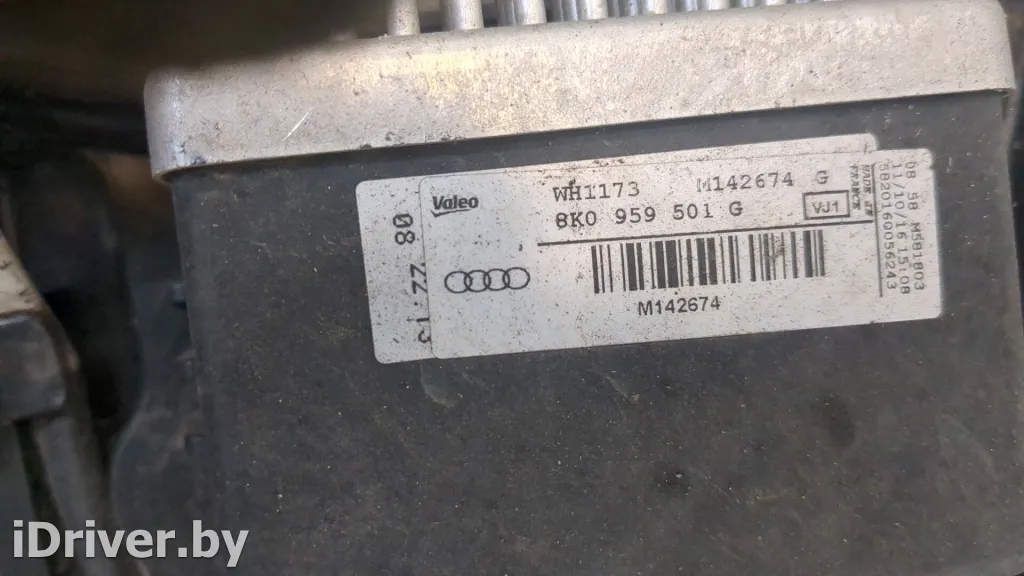 Valeo
WH1173 M142674 G
8K0 959 501 G
VJ1
MADE IN
FRANCE
M142674
08 58 M581803
11/10/16 15:08
iDriver.by